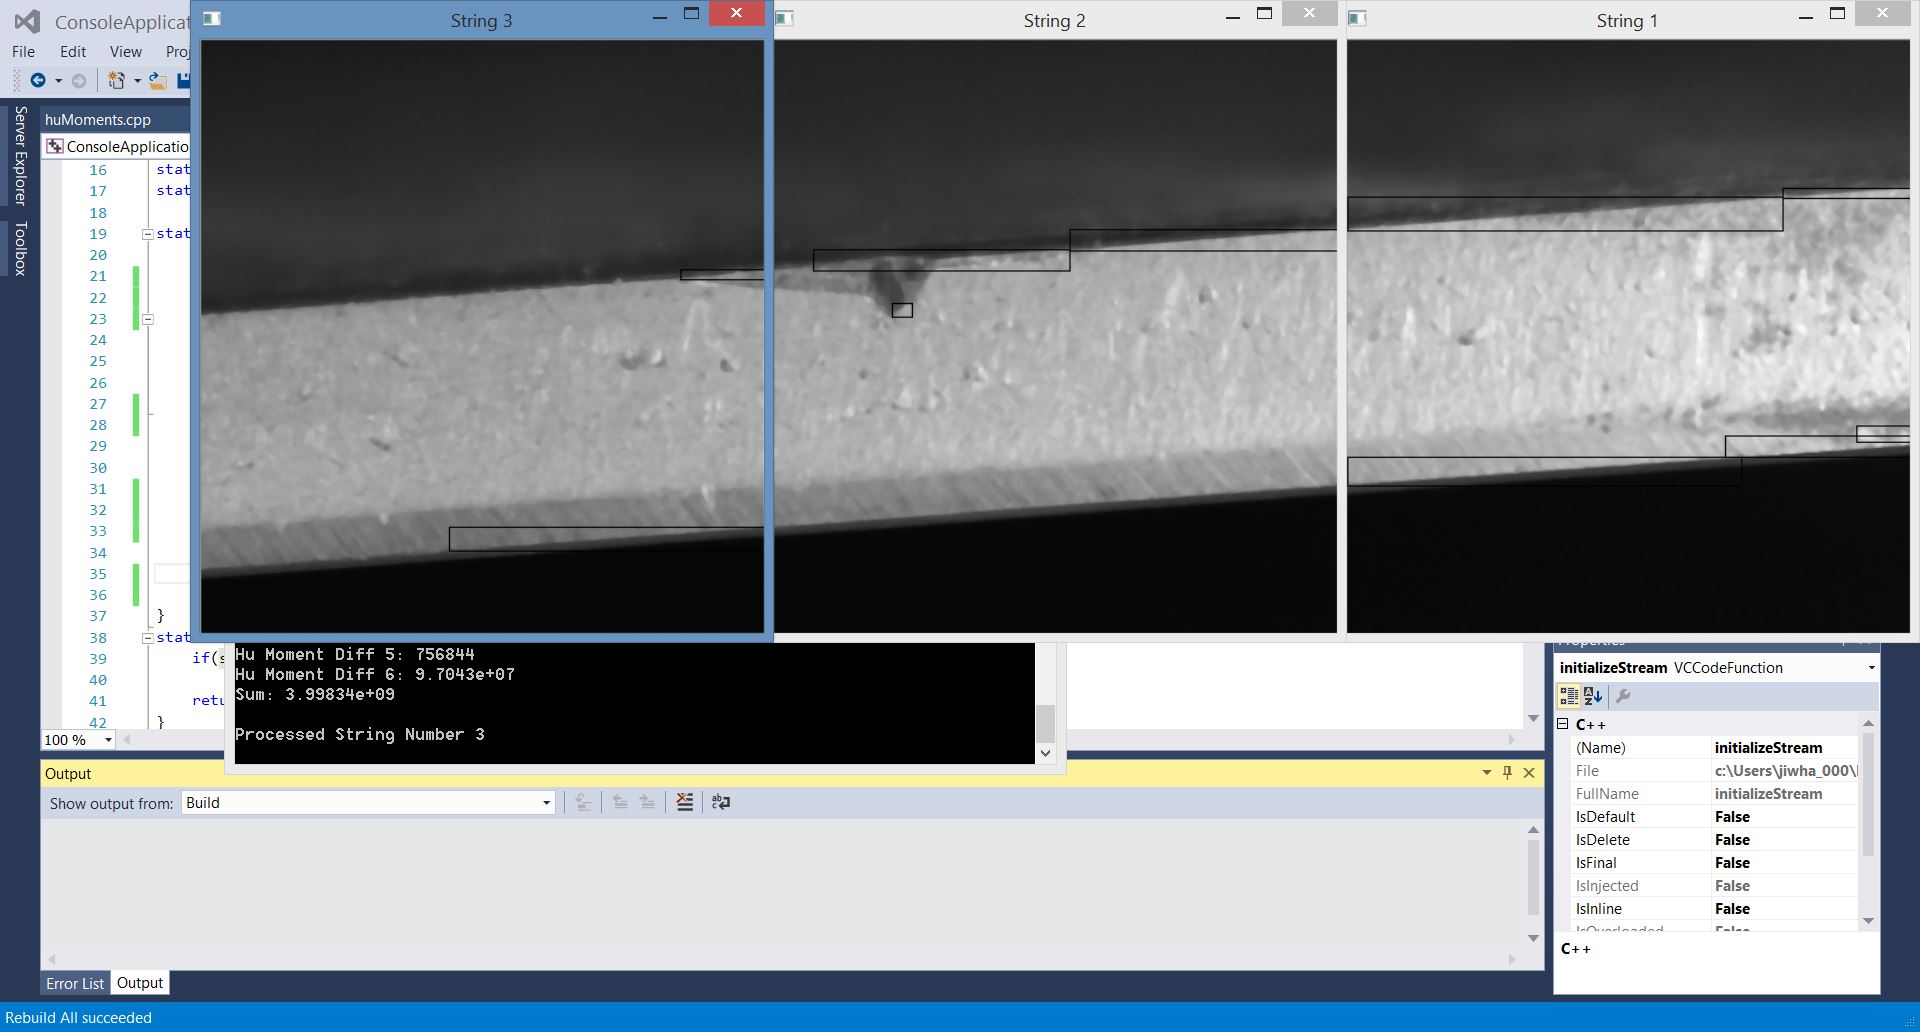 ConsoleApplicat
File Edit View Proj
Server Explorer
Toolbox
huMoments.cpp
ConsoleApplicatio
16 stat
17 stat
18
19 stat
20
21
22
23
24
25
26
27
28
29
30
31
32
33
34
35
36
37 }
38 stat
39 if(s
40
41 retu
42 }
100 %
String 3
String 2
String 1
Hu Moment Diff 5: 756844
Hu Moment Diff 6: 9.7043e+07
Sum: 3.99834e+09
Processed String Number 3
Output
Show output from: Build
Error List Output
Rebuild All succeeded
Properties
initializeStream VCCodeFunction
C++
(Name) initializeStream
File c:\Users\jiwha_000\
FullName initializeStream
IsDefault False
IsDelete False
IsFinal False
IsInjected False
IsInline False
IsOverloaded False
C++